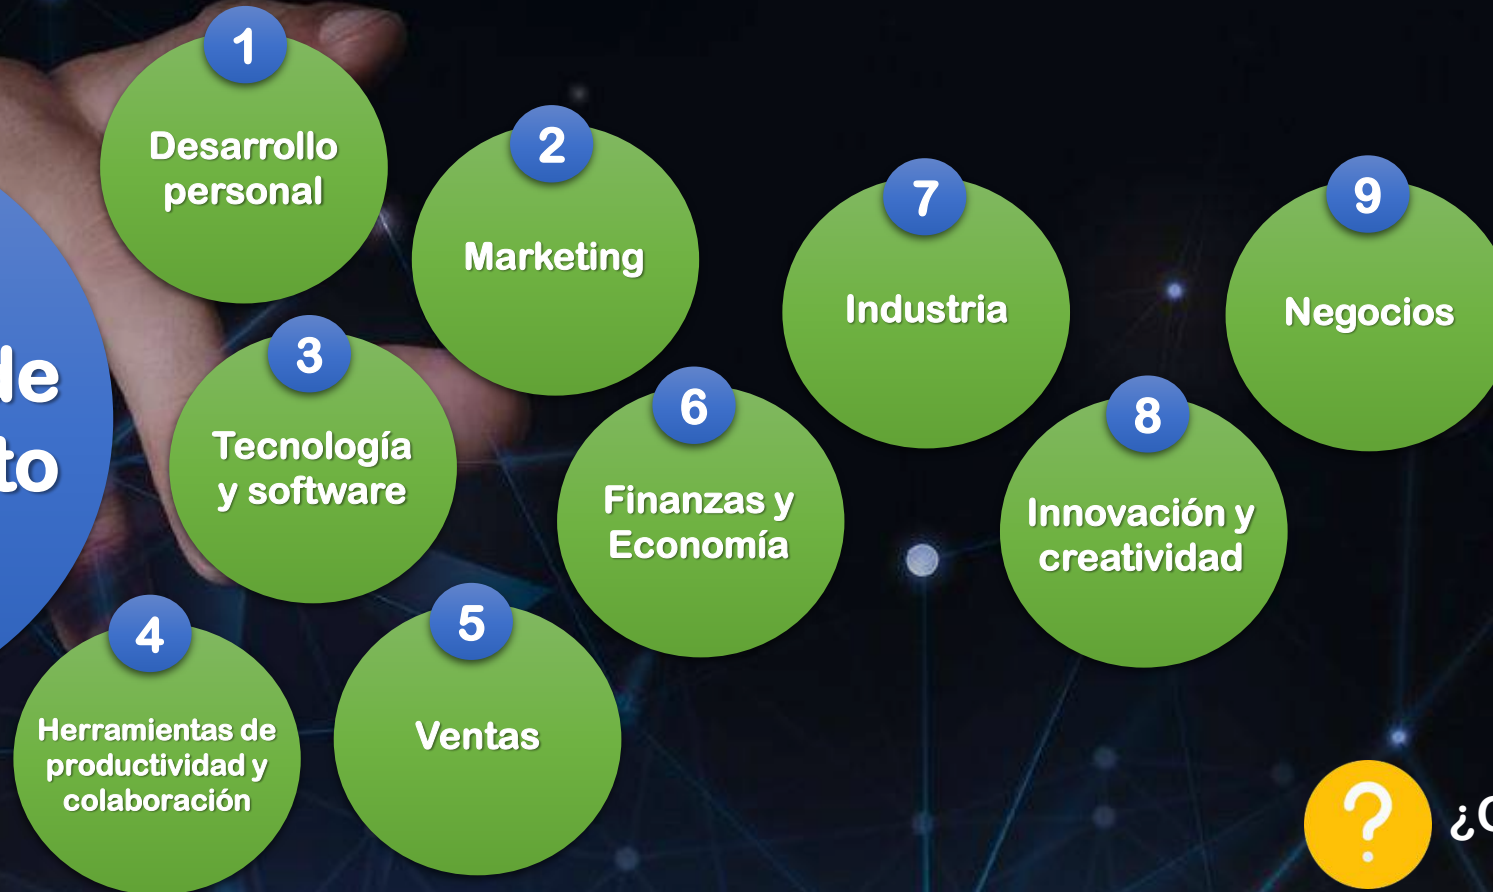 1
Desarrollo
personal
2
Marketing
3
Tecnología
y software
4
Herramientas de
productividad y
colaboración
5
Ventas
6
Finanzas y
Economía
7
Industria
8
Innovación y
creatividad
9
Negocios
de
to
?
¿